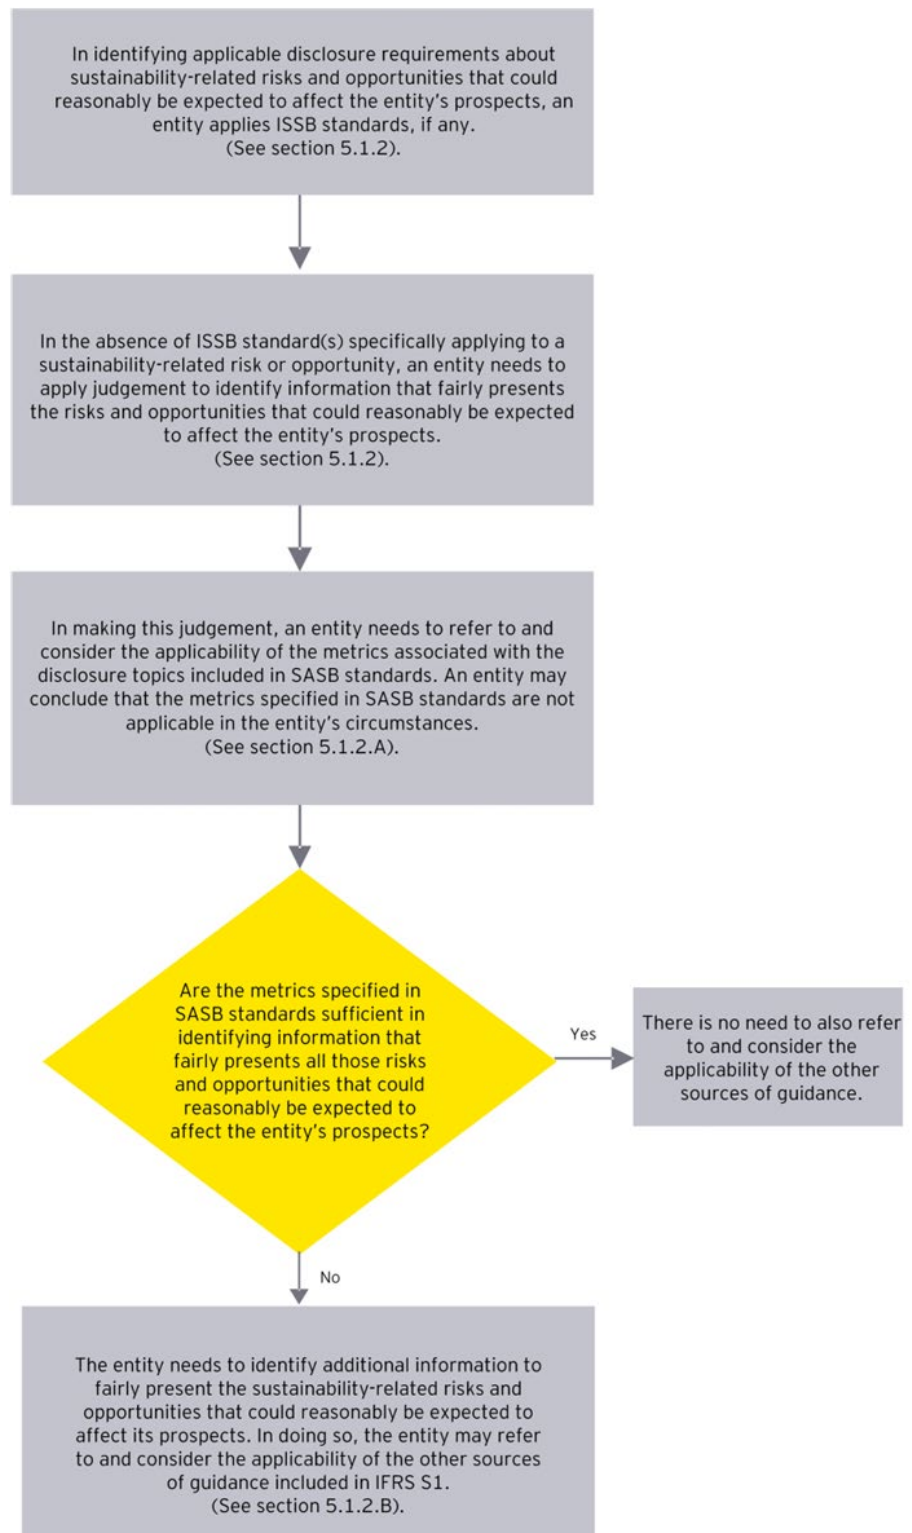 In identifying applicable disclosure requirements about
sustainability-related risks and opportunities that could
reasonably be expected to affect the entity's prospects, an
entity applies ISSB standards, if any.
(See section 5.1.2).
In the absence of ISSB standard(s) specifically applying to a
sustainability-related risk or opportunity, an entity needs to
apply judgement to identify information that fairly presents
the risks and opportunities that could reasonably be expected
to affect the entity's prospects.
(See section 5.1.2).
In making this judgement, an entity needs to refer to and
consider the applicability of the metrics associated with the
disclosure topics included in SASB standards. An entity may
conclude that the metrics specified in SASB standards are not
applicable in the entity's circumstances.
(See section 5.1.2.A).
Are the metrics specified in
SASB standards sufficient in
identifying information that
fairly presents all those risks
and opportunities that could
reasonably be expected to
affect the entity's prospects?
Yes
There is no need to also refer
to and consider the
applicability of the other
sources of guidance.
No
The entity needs to identify additional information to
fairly present the sustainability-related risks and
opportunities that could reasonably be expected to
affect its prospects. In doing so, the entity may refer
to and consider the applicability of the other sources
of guidance included in IFRS S1.
(See section 5.1.2.B).